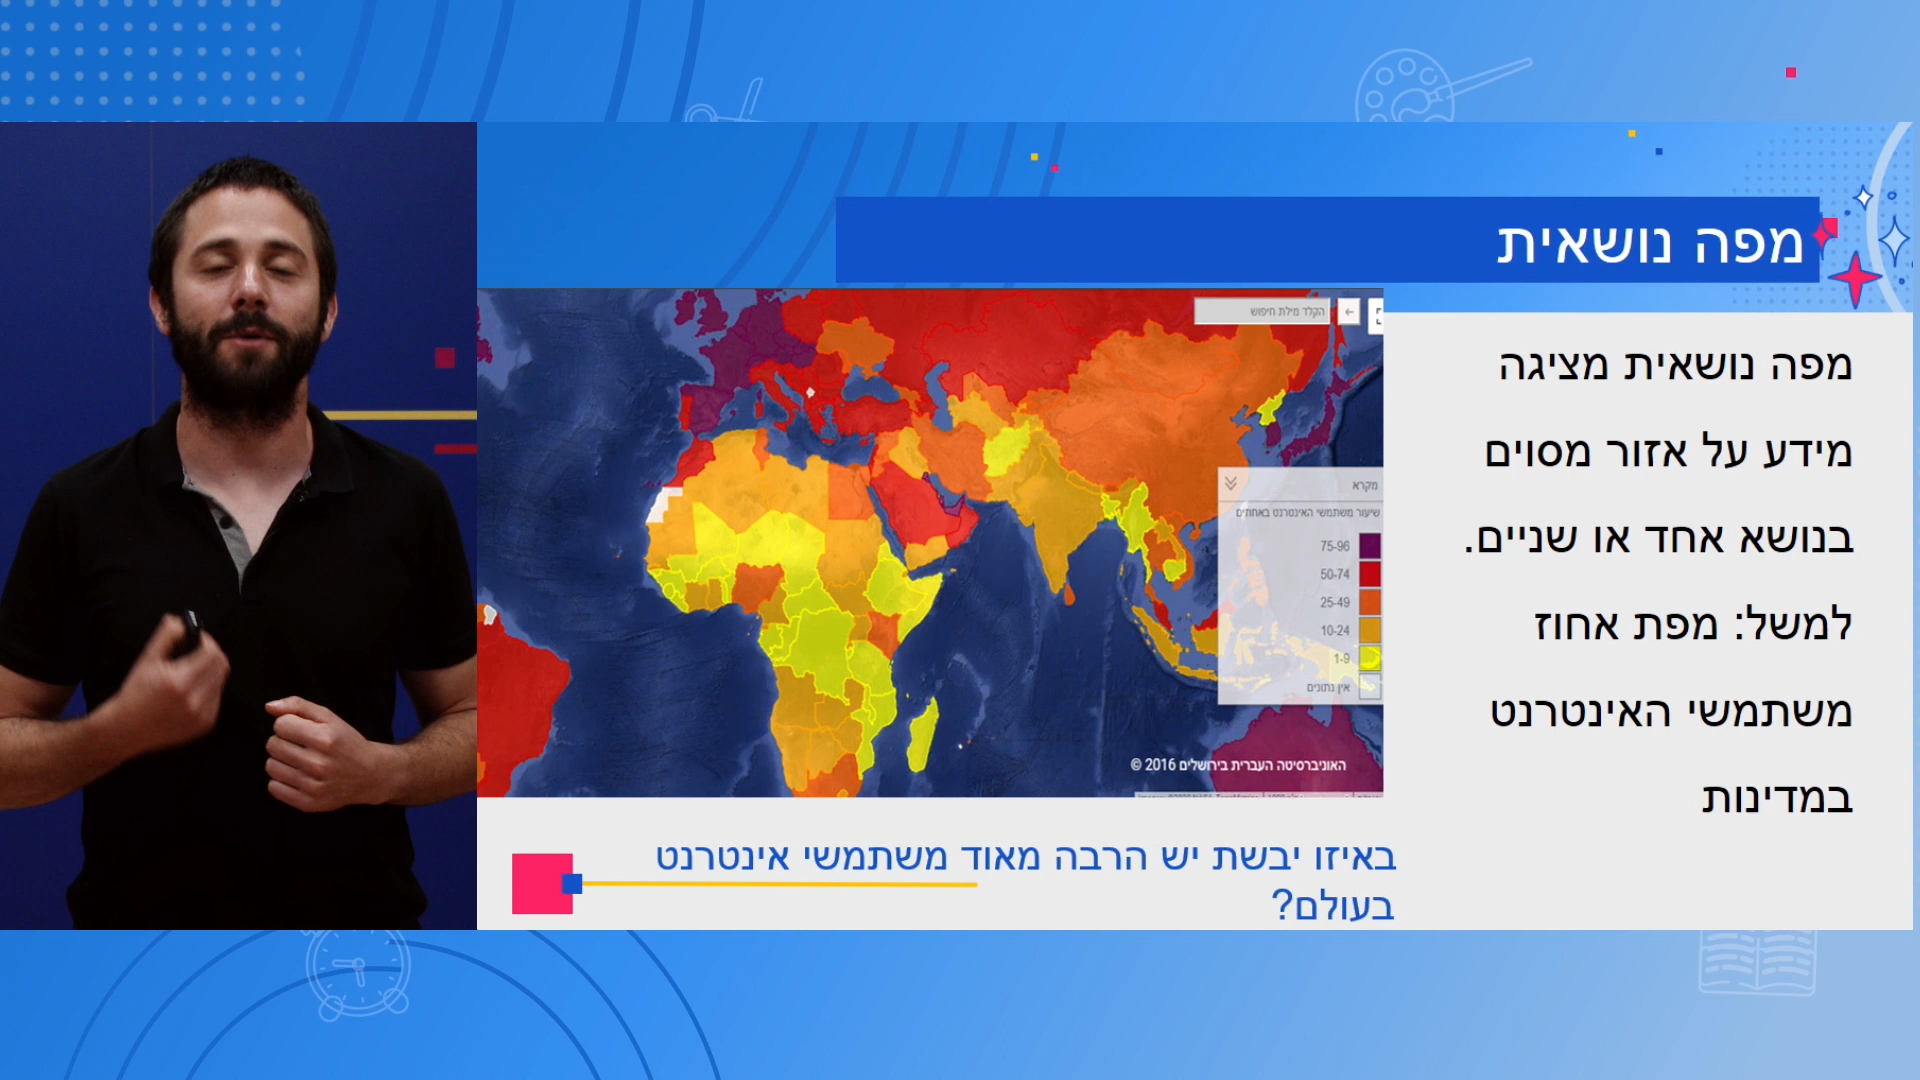 מפה נושאית
מפה נושאית מציגה
מידע על אזור מסוים
בנושא אחד או שניים.
למשל: מפת אחוז
משתמשי האינטרנט
במדינות
הקלד מילת חיפוש
מקרא
שיעור משתמשי האינטרנט באחוזים
75-96
50-74
25-49
10-24
1-9
אין נתונים
האוניברסיטה העברית בירושלים 2016 ©
באיזו יבשת יש הרבה מאוד משתמשי אינטרנט
בעולם?